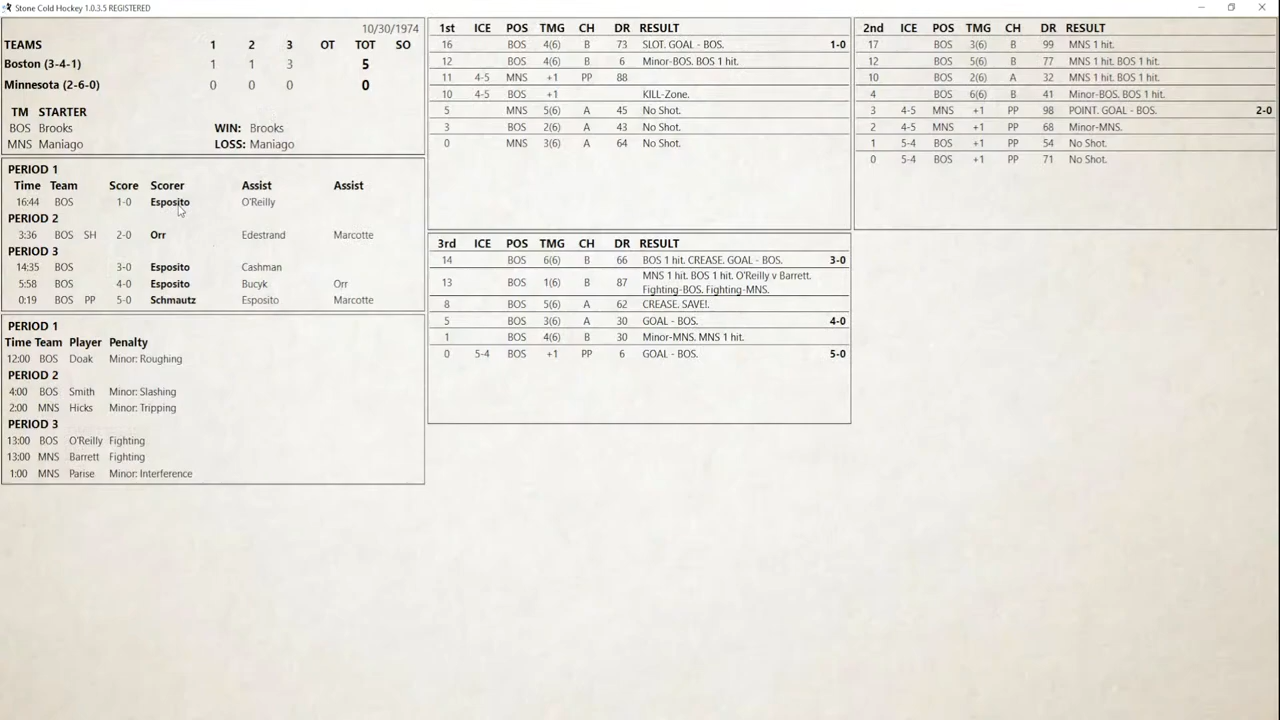 Stone Cold Hockey 1.0.3.5 REGISTERED
10/30/1974
TEAMS 1 2 3 OT TOT SO
Boston (3-4-1) 1 1 3 5
Minnesota (2-6-0) 0 0 0 0
TM STARTER
BOS Brooks WIN: Brooks
MNS Maniago LOSS: Maniago
PERIOD 1
Time Team Score Scorer Assist Assist
16:44 BOS 1-0 Esposito O'Reilly
PERIOD 2
3:36 BOS SH 2-0 Orr Edestrand Marcotte
PERIOD 3
14:35 BOS 3-0 Esposito Cashman
5:58 BOS 4-0 Esposito Bucyk Orr
0:19 BOS PP 5-0 Schmautz Esposito Marcotte
PERIOD 1
Time Team Player Penalty
12:00 BOS Doak Minor: Roughing
PERIOD 2
4:00 BOS Smith Minor: Slashing
2:00 MNS Hicks Minor: Tripping
PERIOD 3
13:00 BOS O'Reilly Fighting
13:00 MNS Barrett Fighting
1:00 MNS Parise Minor: Interference
1st ICE POS TMG CH DR RESULT
16 BOS 4(6) B 73 SLOT. GOAL - BOS. 1-0
12 BOS 4(6) B 6 Minor-BOS. BOS 1 hit.
11 4-5 MNS +1 PP 88
10 4-5 BOS +1 KILL-Zone.
5 MNS 5(6) A 45 No Shot.
3 BOS 2(6) A 43 No Shot.
0 MNS 3(6) A 64 No Shot.
2nd ICE POS TMG CH DR RESULT
17 BOS 3(6) B 99 MNS 1 hit.
12 BOS 5(6) B 77 MNS 1 hit. BOS 1 hit.
10 BOS 2(6) A 32 MNS 1 hit. BOS 1 hit.
4 BOS 6(6) B 41 Minor-BOS. BOS 1 hit.
3 4-5 MNS +1 PP 98 POINT. GOAL - BOS. 2-0
2 4-5 MNS +1 PP 68 Minor-MNS.
1 5-4 BOS +1 PP 54 No Shot.
0 5-4 BOS +1 PP 71 No Shot.
3rd ICE POS TMG CH DR RESULT
14 BOS 6(6) B 66 BOS 1 hit. CREASE. GOAL - BOS. 3-0
13 BOS 1(6) B 87 MNS 1 hit. BOS 1 hit. O'Reilly v Barrett.
Fighting-BOS. Fighting-MNS.
8 BOS 5(6) A 62 CREASE. SAVE!.
5 BOS 3(6) A 30 GOAL - BOS. 4-0
1 BOS 4(6) B 30 Minor-MNS. MNS 1 hit.
0 5-4 BOS +1 PP 6 GOAL - BOS. 5-0